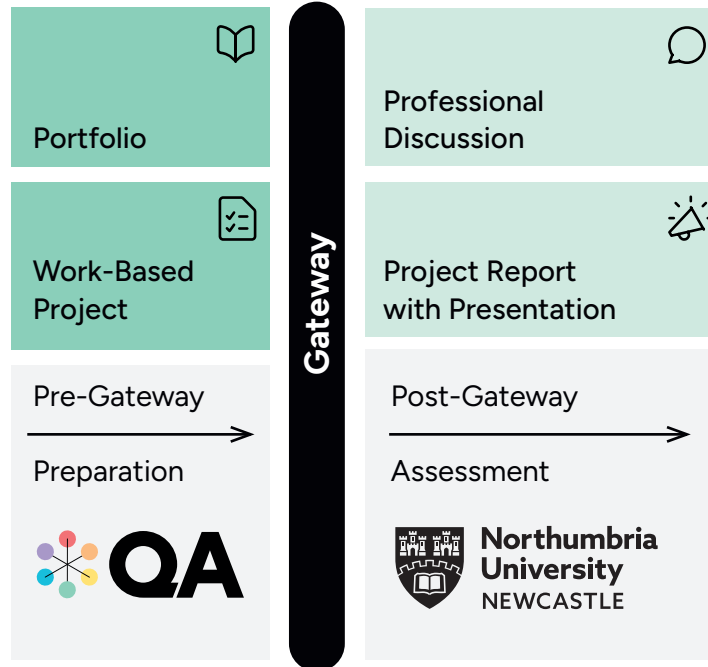 Portfolio
Work-Based
Project
Pre-Gateway
Preparation
QA
Gateway
Professional
Discussion
Project Report
with Presentation
Post-Gateway
Assessment
Northumbria
University
NEWCASTLE